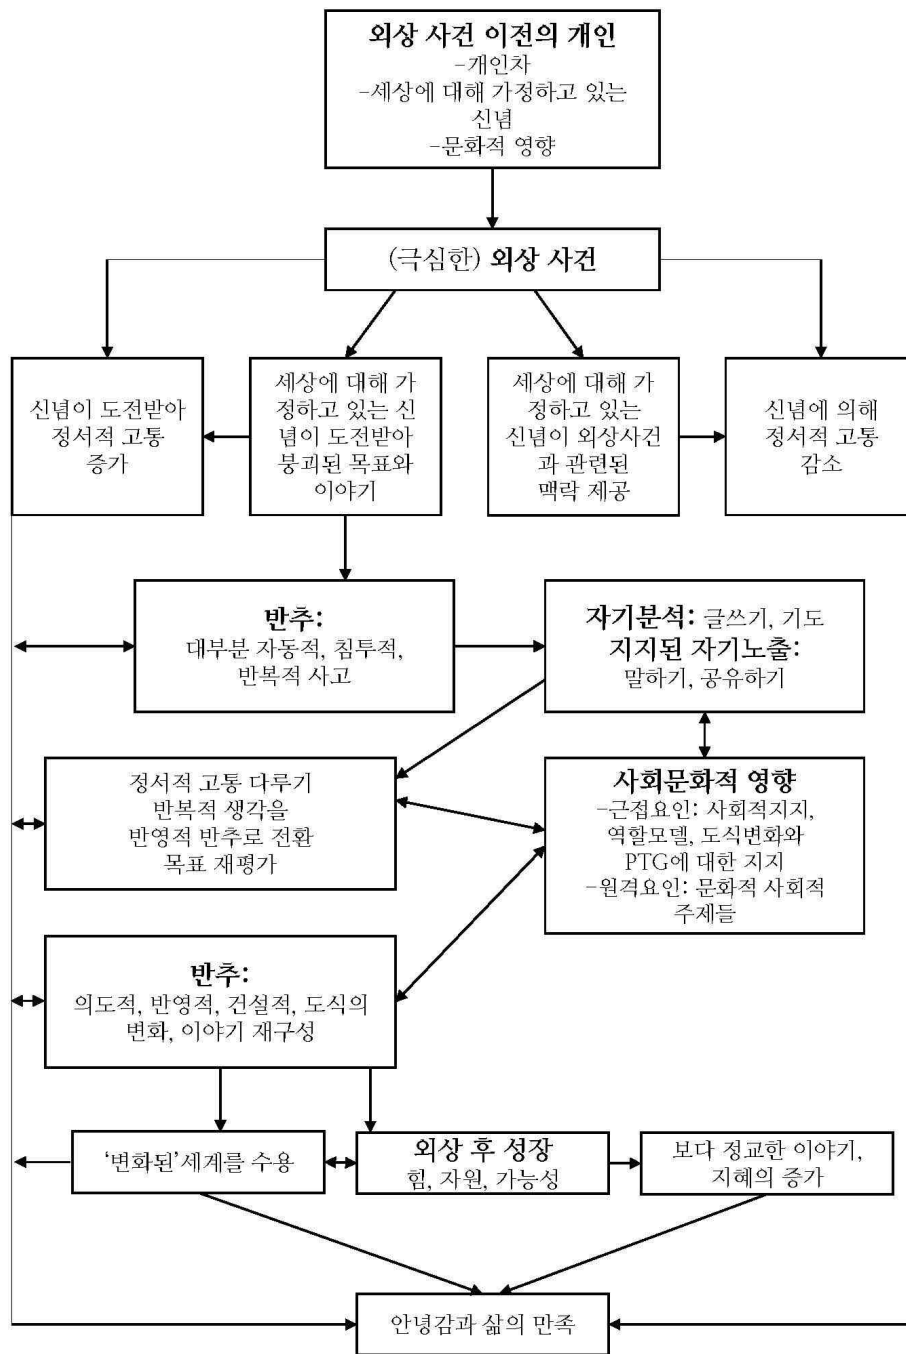 외상 사건 이전의 개인
-개인차
-세상에 대해 가정하고 있는
신념
-문화적 영향
(극심한) 외상 사건
신념이 도전받아
정서적 고통
증가
세상에 대해 가
정하고 있는 신
념이 도전받아
붕괴된 목표와
이야기
세상에 대해 가
정하고 있는
신념이 외상사건
과 관련된
맥락 제공
신념에 의해
정서적 고통
감소
반추:
대부분 자동적, 침투적,
반복적 사고
자기분석: 글쓰기, 기도
지지된 자기노출:
말하기, 공유하기
정서적 고통 다루기
반복적 생각을
반영적 반추로 전환
목표 재평가
사회문화적 영향
-근접요인: 사회적지지,
역할모델, 도식변화와
PTG에 대한 지지
-원격요인: 문화적 사회적
주제들
반추:
의도적, 반영적, 건설적, 도식의
변화, 이야기 재구성
'변화된'세계를 수용
외상 후 성장
힘, 자원, 가능성
보다 정교한 이야기,
지혜의 증가
안녕감과 삶의 만족